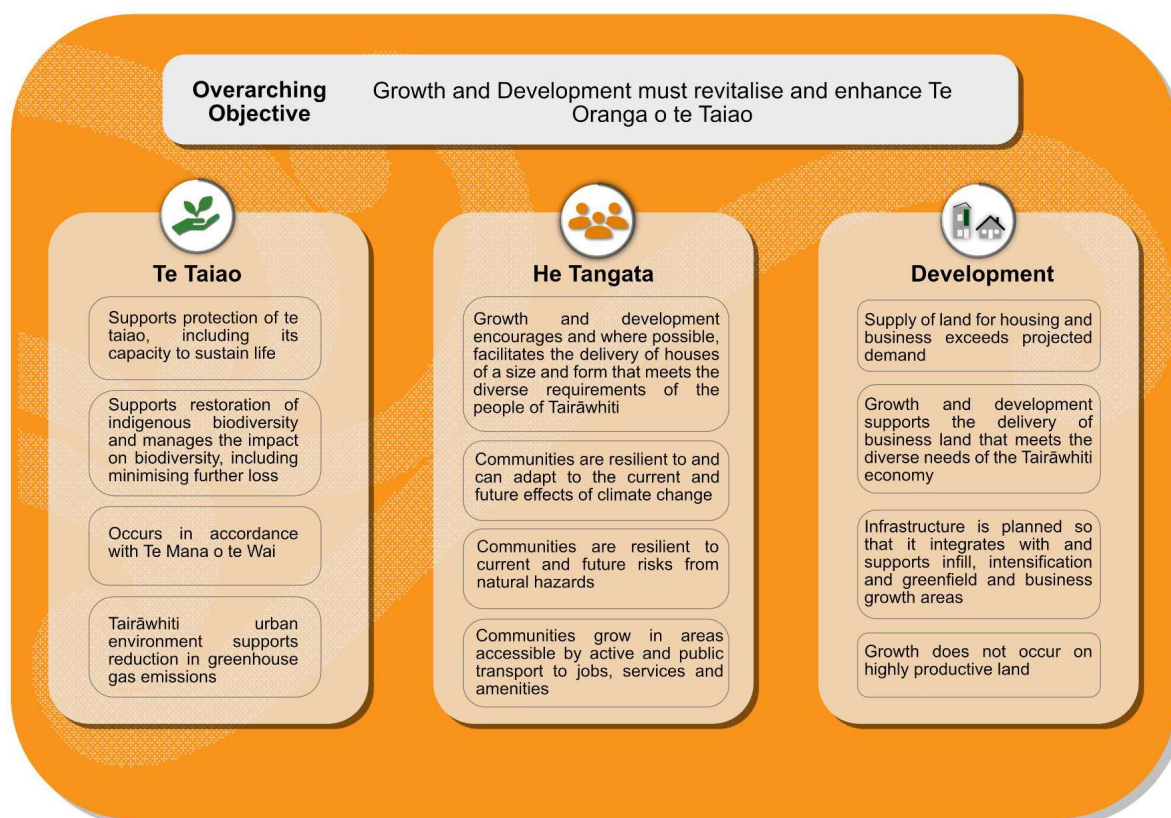 Overarching Objective
Growth and Development must revitalise and enhance Te
Oranga o te Taiao
Te Taiao
Supports protection of te
taiao, including its
capacity to sustain life
Supports restoration of
indigenous biodiversity
and manages the impact
on biodiversity, including
minimising further loss
Occurs in accordance
with Te Mana o te Wai
Tairāwhiti urban
environment supports
reduction in greenhouse
gas emissions
He Tangata
Growth and development
encourages and where possible,
facilitates the delivery of houses
of a size and form that meets the
diverse requirements of the
people of Tairāwhiti
Communities are resilient to and
can adapt to the current and
future effects of climate change
Communities are resilient to
current and future risks from
natural hazards
Communities grow in areas
accessible by active and public
transport to jobs, services and
amenities
Development
Supply of land for housing and
business exceeds projected
demand
Growth and development
supports the delivery of
business land that meets the
diverse needs of the Tairāwhiti
economy
Infrastructure is planned so
that it integrates with and
supports infill, intensification
and greenfield and business
growth areas
Growth does not occur on
highly productive land